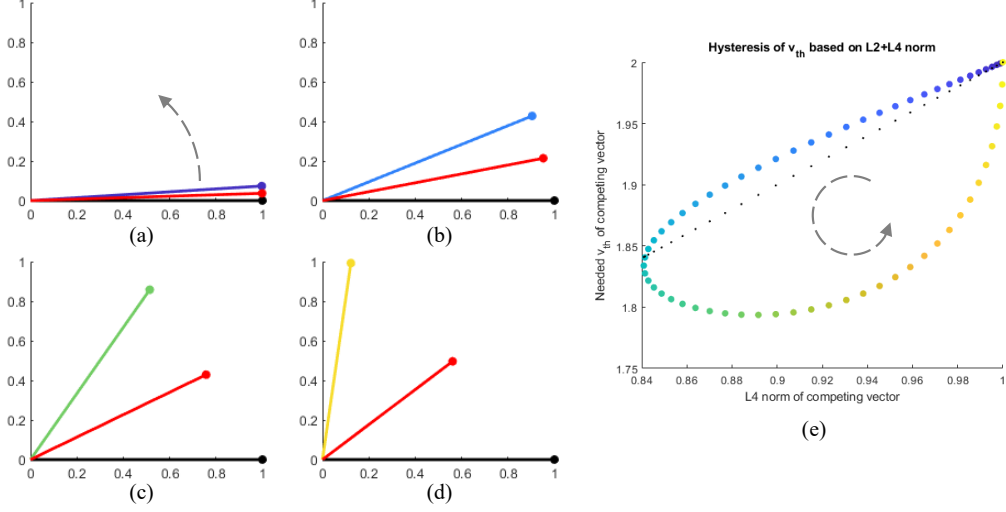 1
0.8
0.6
0.4
0.2
0
0 0.2 0.4 0.6 0.8 1
(a)
1
0.8
0.6
0.4
0.2
0
0 0.2 0.4 0.6 0.8 1
(b)
1
0.8
0.6
0.4
0.2
0
0 0.2 0.4 0.6 0.8 1
(c)
1
0.8
0.6
0.4
0.2
0
0 0.2 0.4 0.6 0.8 1
(d)
Hysteresis of v_th based on L2+L4 norm
Needed v_th of competing vector
2
1.95
1.9
1.85
1.8
1.75
0.84 0.86 0.88 0.9 0.92 0.94 0.96 0.98 1
L4 norm of competing vector
(e)